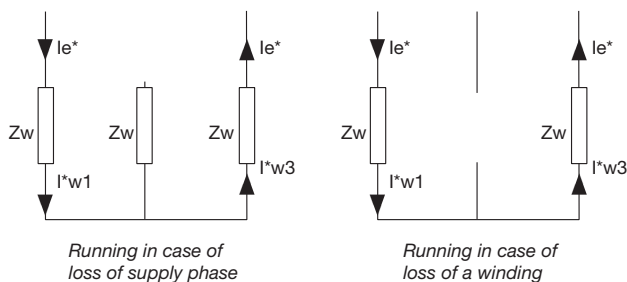 Ie*
Ie*
Ie*
Ie*
Zw
Zw
Zw
Zw
Zw
I*w1
I*w3
I*w1
I*w3
Running in case of
loss of supply phase
Running in case of
loss of a winding